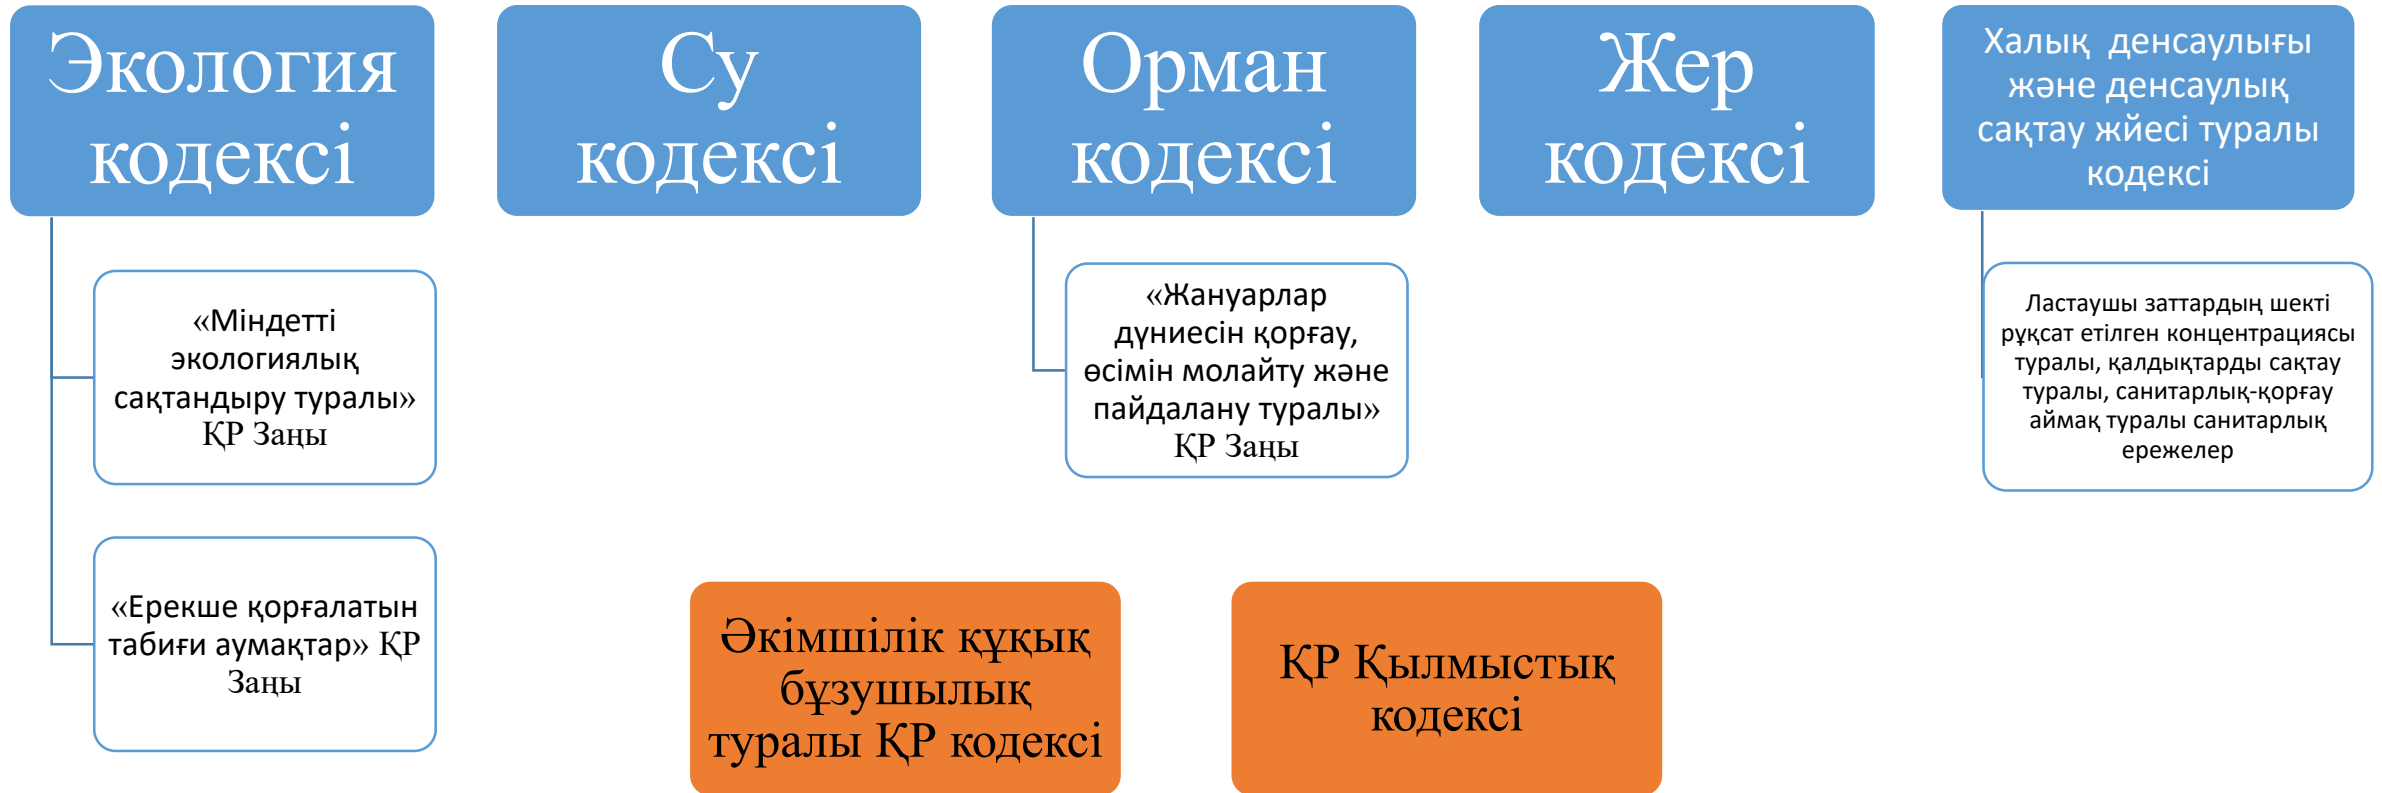 Экология
кодексі
Су
кодексі
Орман
кодексі
Жер
кодексі
Халық денсаулығы
және денсаулық
сақтау жйесі туралы
кодексі
«Міндетті
экологиялық
сақтандыру туралы»
ҚР Заңы
«Ерекше қорғалатын
табиғи аумақтар» ҚР
Заңы
«Жануарлар
дүниесін қорғау,
өсімін молайту және
пайдалану туралы»
ҚР Заңы
Ластаушы заттардың шекті
рұқсат етілген концентрациясы
туралы, қалдықтарды сақтау
туралы, санитарлық-қорғау
аймақ туралы санитарлық
ережелер
Әкімшілік құқық
бұзушылық
туралы ҚР кодексі
ҚР Қылмыстық
кодексі